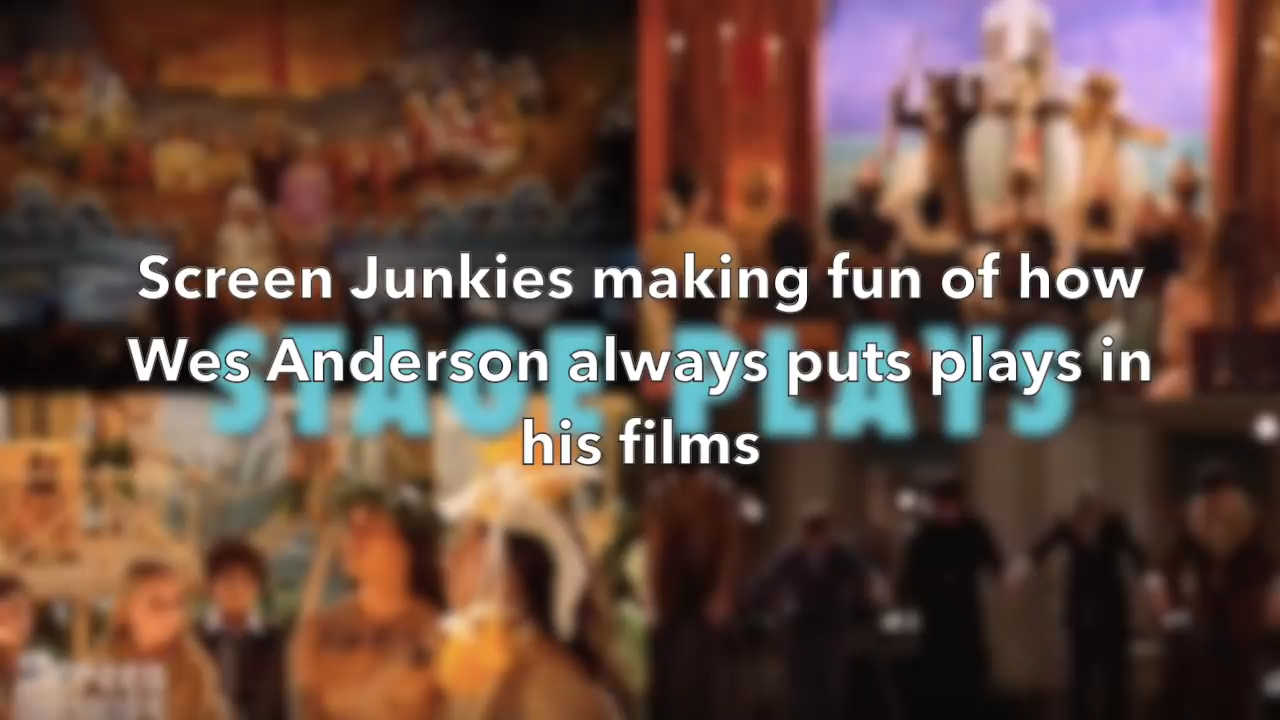 Screen Junkies making fun of how
Wes Anderson always puts plays in
his films
STAGE PLAYS